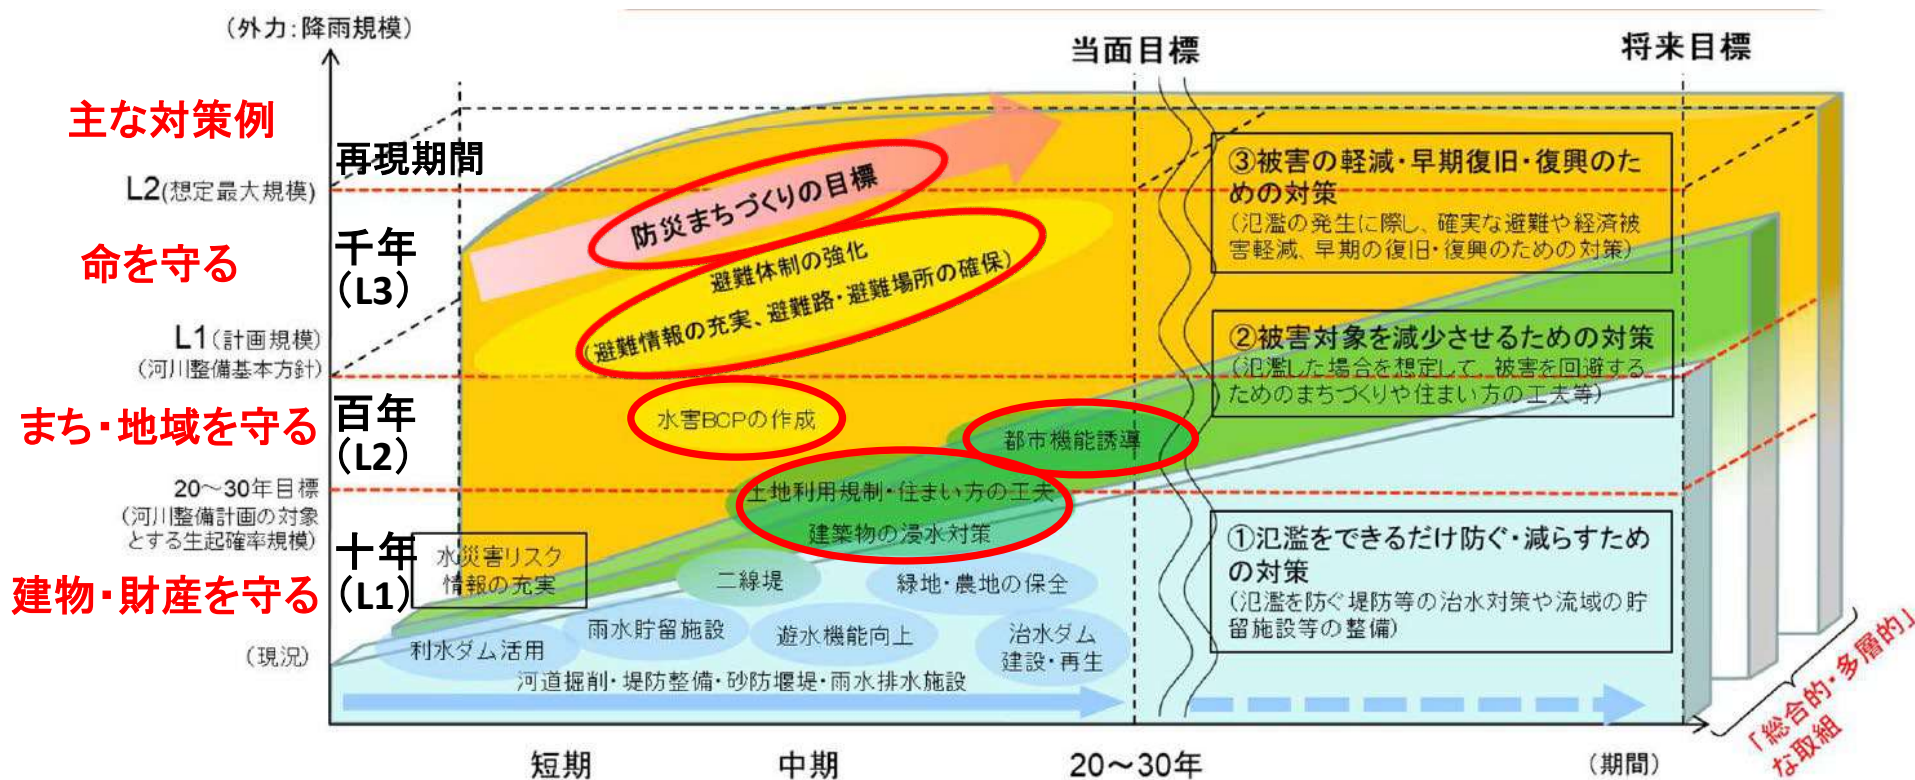 (外力:降雨規模)
当面目標
将来目標
主な対策例
再現期間
L2(想定最大規模)
命を守る
千年
(L3)
L1(計画規模)
(河川整備基本方針)
まち・地域を守る
百年
(L2)
20～30年目標
(河川整備計画の対象
とする生起確率規模)
十年
(L1)
建物・財産を守る
(現況)
防災まちづくりの目標
避難体制の強化
(避難情報の充実、避難路・避難場所の確保)
水害BCPの作成
都市機能誘導
土地利用規制・住まい方の工夫
建築物の浸水対策
水災害リスク
情報の充実
二線堤
緑地・農地の保全
利水ダム活用
雨水貯留施設
遊水機能向上
治水ダム
建設・再生
河道掘削・堤防整備・砂防堰堤・雨水排水施設
③被害の軽減・早期復旧・復興のた
めの対策
(氾濫の発生に際し、確実な避難や経済被
害軽減、早期の復旧・復興のための対策)
②被害対象を減少させるための対策
(氾濫した場合を想定して、被害を回避する
ためのまちづくりや住まい方の工夫等)
①氾濫をできるだけ防ぐ・減らすため
の対策
(氾濫を防ぐ堤防等の治水対策や流域の貯
留施設等の整備)
「総合的・多層的」
な取組
短期
中期
20～30年
(期間)